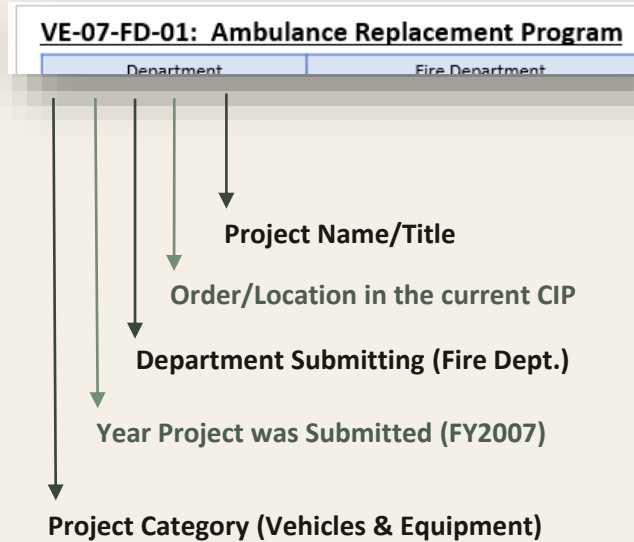 VE-07-FD-01: Ambulance Replacement Program
Department Fire Department
Project Name/Title
Order/Location in the current CIP
Department Submitting (Fire Dept.)
Year Project was Submitted (FY2007)
Project Category (Vehicles & Equipment)